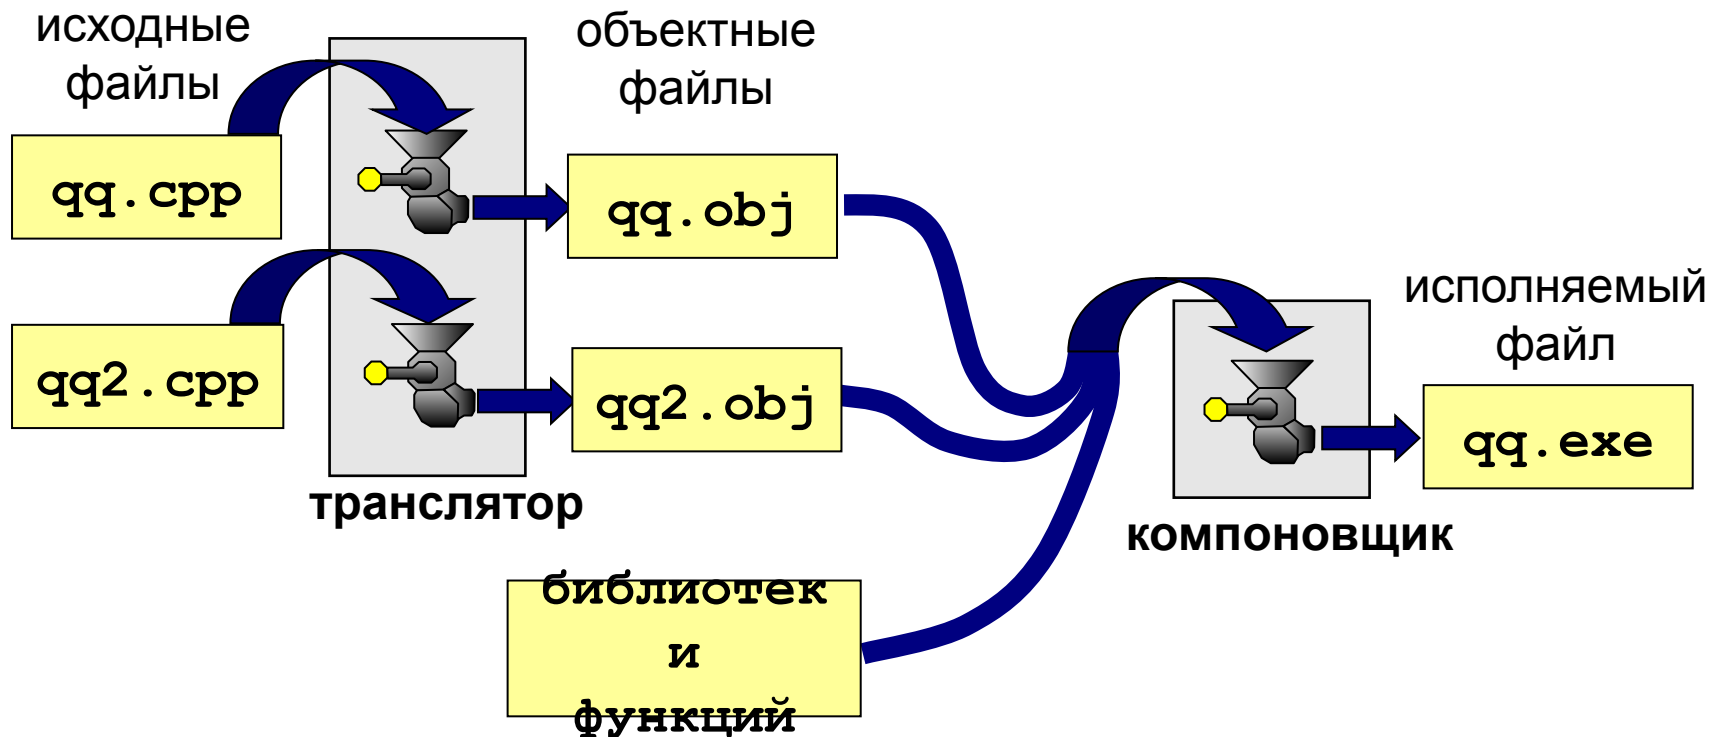 исходные
файлы
объектные
файлы
qq.cpp
qq.obj
qq2.cpp
qq2.obj
транслятор
исполняемый
файл
qq.exe
компоновщик
библиотек
и
функций